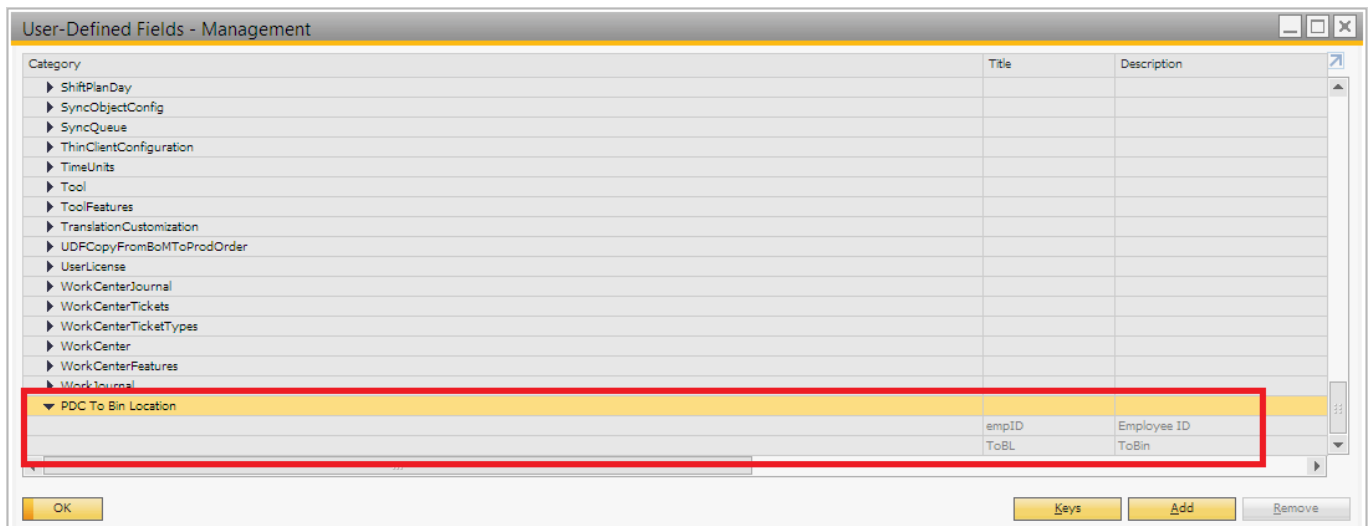 User-Defined Fields - Management
Category Title Description
ShiftPlanDay
SyncObjectConfig
SyncQueue
ThinClientConfiguration
TimeUnits
Tool
ToolFeatures
TranslationCustomization
UDFCopyFromBoMToProdOrder
UserLicense
WorkCenterJournal
WorkCenterTickets
WorkCenterTicketTypes
WorkCenter
WorkCenterFeatures
WorkJournal
PDC To Bin Location
empID Employee ID
ToBL ToBin
OK Keys Add Remove